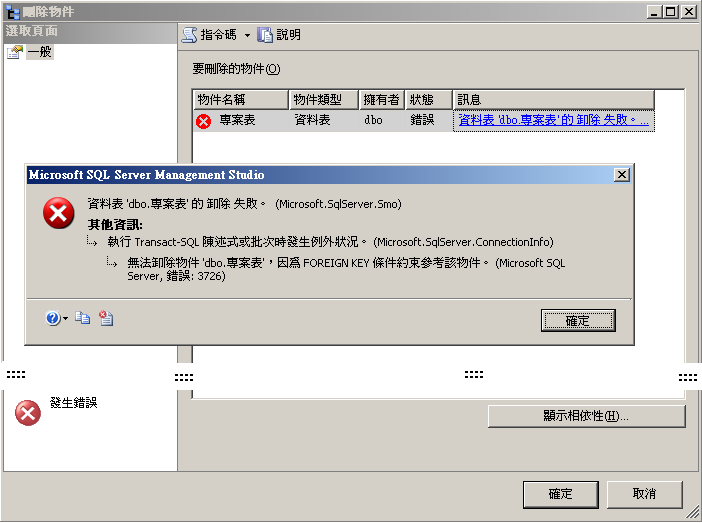 刪除物件
選取頁面
一般
指令碼 說明
要刪除的物件(O)
物件名稱 物件類型 擁有者 狀態 訊息
專案表 資料表 dbo 錯誤 資料表 'dbo.專案表' 的 卸除 失敗。...
Microsoft SQL Server Management Studio
資料表 'dbo.專案表' 的 卸除 失敗。 (Microsoft.SqlServer.Smo)
其他資訊:
執行 Transact-SQL 陳述式或批次時發生例外狀況。 (Microsoft.SqlServer.ConnectionInfo)
無法卸除物件 'dbo.專案表'，因為 FOREIGN KEY 條件約束參考該物件。 (Microsoft SQL
Server, 錯誤: 3726)
確定
發生錯誤
顯示相依性(H)...
確定 取消